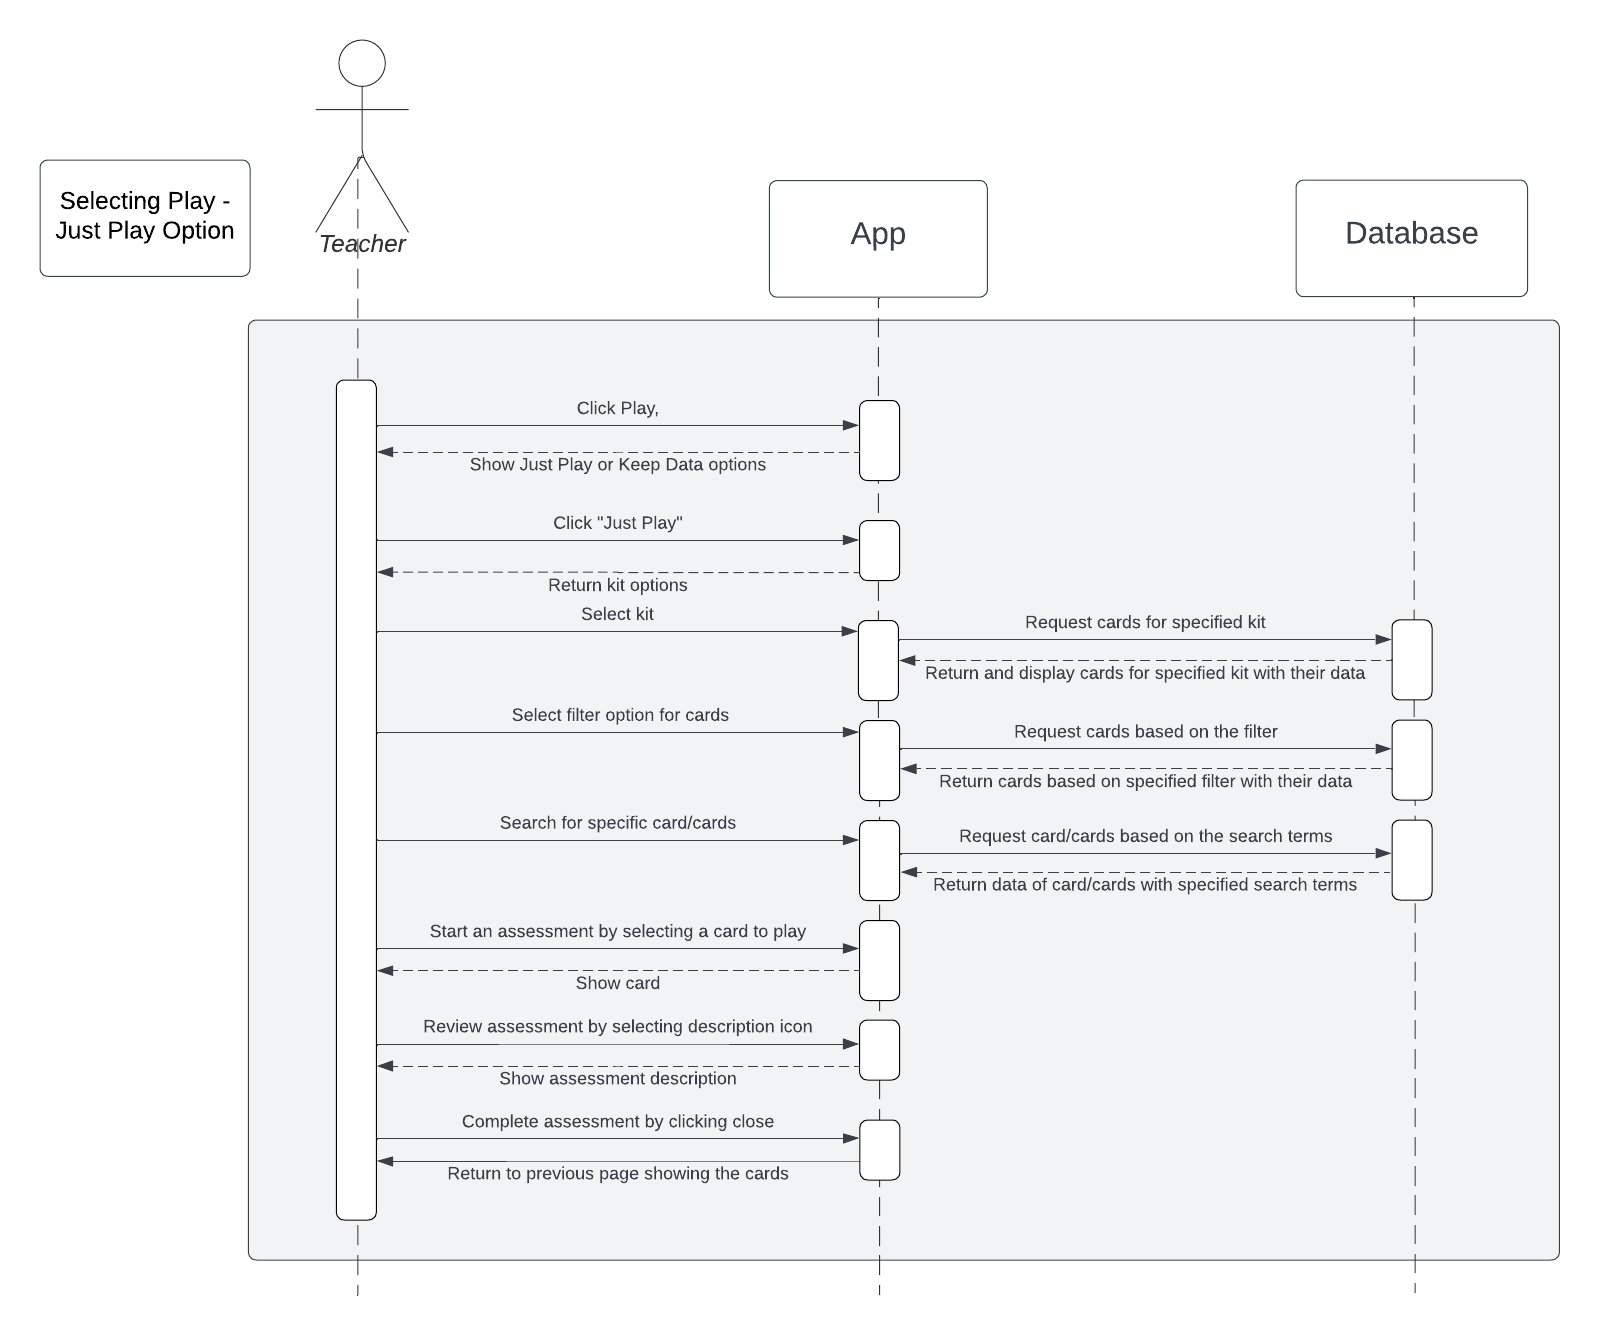 Selecting Play -
Just Play Option
Teacher
App
Database
Click Play,
Show Just Play or Keep Data options
Click "Just Play"
Return kit options
Select kit
Request cards for specified kit
Return and display cards for specified kit with their data
Select filter option for cards
Request cards based on the filter
Return cards based on specified filter with their data
Search for specific card/cards
Request card/cards based on the search terms
Return data of card/cards with specified search terms
Start an assessment by selecting a card to play
Show card
Review assessment by selecting description icon
Show assessment description
Complete assessment by clicking close
Return to previous page showing the cards